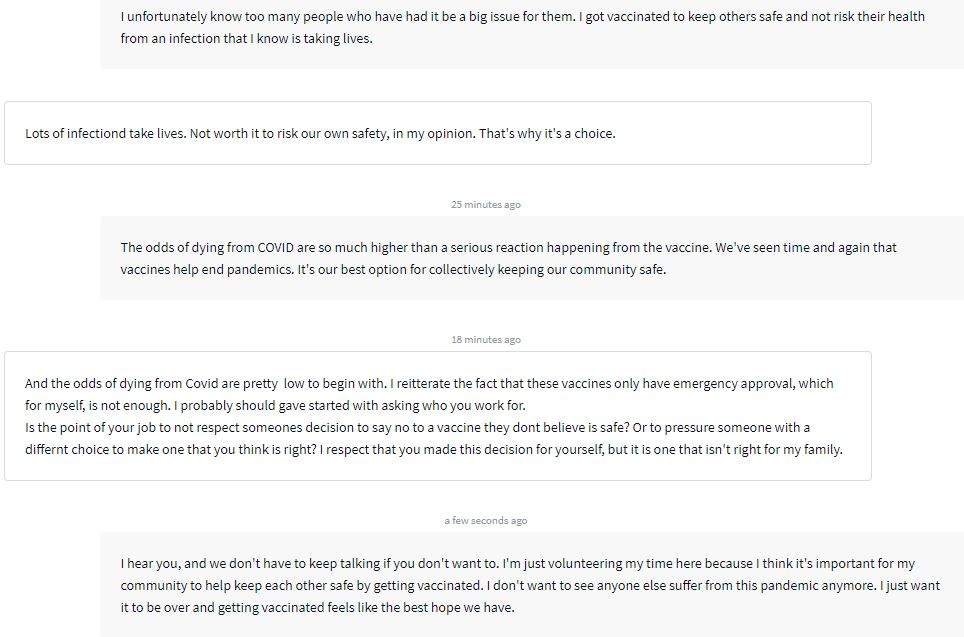 I unfortunately know too many people who have had it be a big issue for them. I got vaccinated to keep others safe and not risk their health
from an infection that I know is taking lives.
Lots of infectiond take lives. Not worth it to risk our own safety, in my opinion. That's why it's a choice.
25 minutes ago
The odds of dying from COVID are so much higher than a serious reaction happening from the vaccine. We've seen time and again that
vaccines help end pandemics. It's our best option for collectively keeping our community safe.
18 minutes ago
And the odds of dying from Covid are pretty  low to begin with. I reitterate the fact that these vaccines only have emergency approval, which
for myself, is not enough. I probably should gave started with asking who you work for.
Is the point of your job to not respect someones decision to say no to a vaccine they dont believe is safe? Or to pressure someone with a
differnt choice to make one that you think is right? I respect that you made this decision for yourself, but it is one that isn't right for my family.
a few seconds ago
I hear you, and we don't have to keep talking if you don't want to. I'm just volunteering my time here because I think it's important for my
community to help keep each other safe by getting vaccinated. I don't want to see anyone else suffer from this pandemic anymore. I just want
it to be over and getting vaccinated feels like the best hope we have.